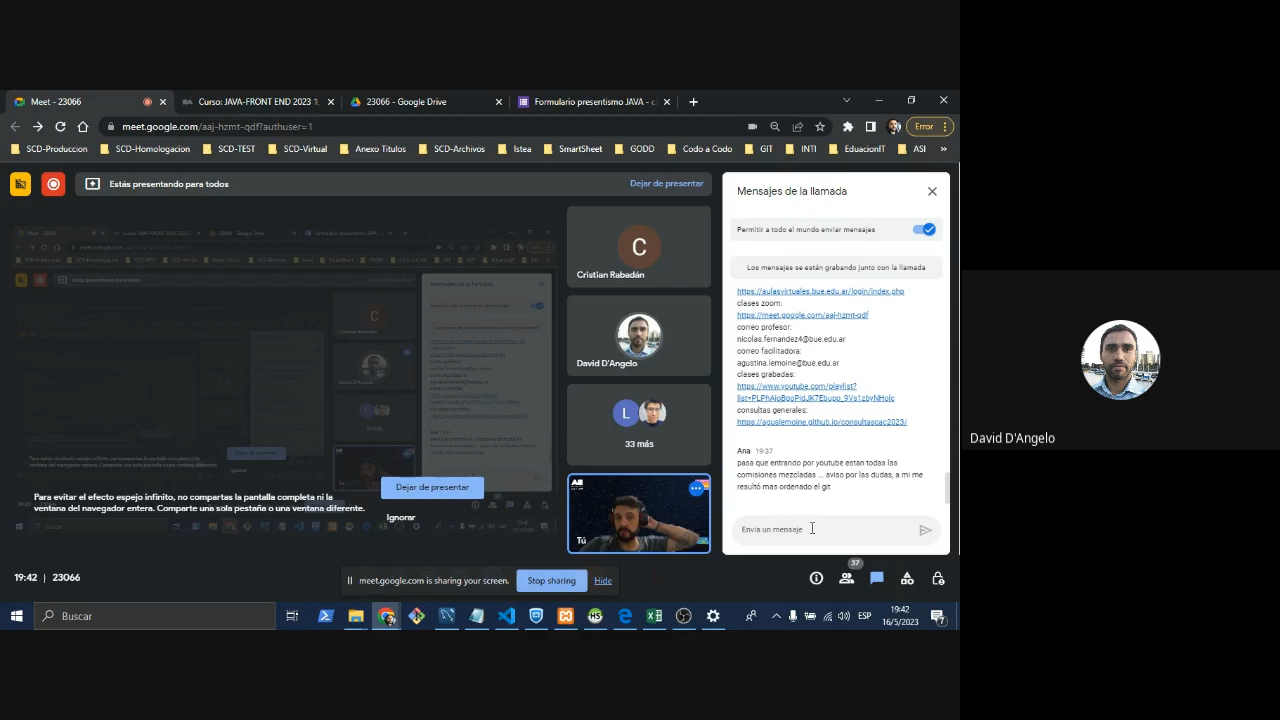 Meet - 23066
Curso: JAVA-FRONT END 2023 1.
23066 - Google Drive
Formulario presentismo JAVA - c
meet.google.com/aaj-hzmt-qdf?authuser=1
Error
SCD-Produccion
SCD-Homologacion
SCD-TEST
SCD-Virtual
Anexo Titulos
SCD-Archivos
Istea
SmartSheet
GODD
Codo a Codo
GIT
INTI
EduacionIT
ASI
Estás presentando para todos
Dejar de presentar
Mensajes de la llamada
Permitir a todo el mundo enviar mensajes
Los mensajes se están grabando junto con la llamada
https://aulasvirtuales.bue.edu.ar/login/index.php
clases zoom:
https://meet.google.com/aaj-hzmt-qdf
correo profesor:
nicolas.fernandez4@bue.edu.ar
correo facilitadora:
agustina.lemoine@bue.edu.ar
clases grabadas:
https://www.youtube.com/playlist?
consultas generales:
https://aguslemoine.github.io/consultascac2023/
Ana 19:37
pasa que entrando por youtube estan todas las
comisiones mezcladas ... aviso por las dudas, a mi me
resultó mas ordenado el git
Envía un mensaje
C
Cristian Rabadán
David D'Angelo
L
33 más
Tú
Para evitar el efecto espejo infinito, no compartas la pantalla completa ni la
ventana del navegador entera. Comparte una sola pestaña o una ventana diferente.
Dejar de presentar
Ignorar
19:42 | 23066
meet.google.com is sharing your screen.
Stop sharing
Hide
37
Buscar
ESP
19:42
16/5/2023
7
David D'Angelo